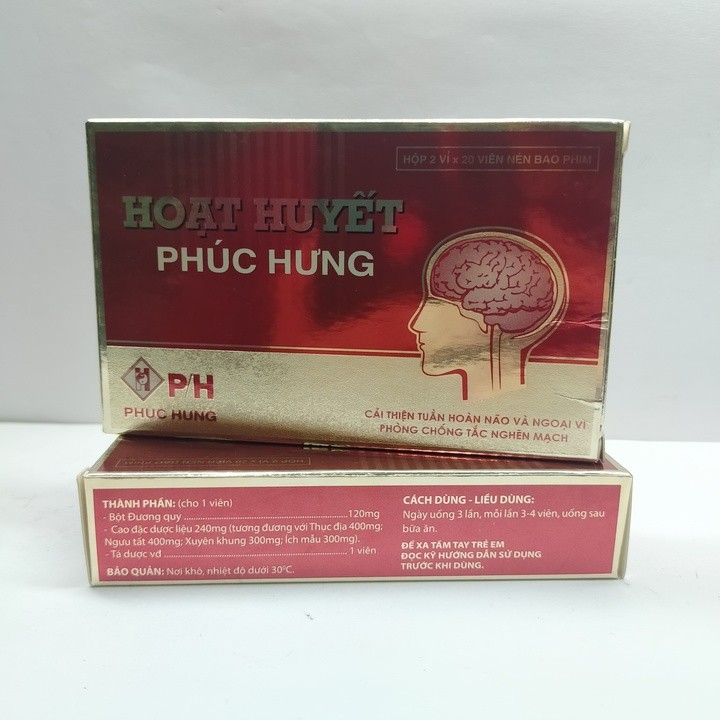 HỘP 2 VỈ x 20 VIÊN NÉN BAO PHIM
HOẠT HUYẾT
PHÚC HƯNG
P/H
PHUC HUNG
CẢI THIỆN TUẦN HOÀN NÃO VÀ NGOẠI VI
PHÒNG CHỐNG TẮC NGHẼN MẠCH
THÀNH PHẦN: (cho 1 viên)
- Bột Đương quy ........ 120mg
- Cao đặc dược liệu 240mg (tương đương với Thục địa 400mg;
Ngưu tất 400mg; Xuyên khung 300mg; Ích mẫu 300mg).
- Tá dược vđ ........ 1 viên
BẢO QUẢN: Nơi khô, nhiệt độ dưới 30°C.
CÁCH DÙNG - LIỀU DÙNG:
Ngày uống 3 lần, mỗi lần 3-4 viên, uống sau
bữa ăn.
ĐỂ XA TẦM TAY TRẺ EM
ĐỌC KỸ HƯỚNG DẪN SỬ DỤNG
TRƯỚC KHI DÙNG.